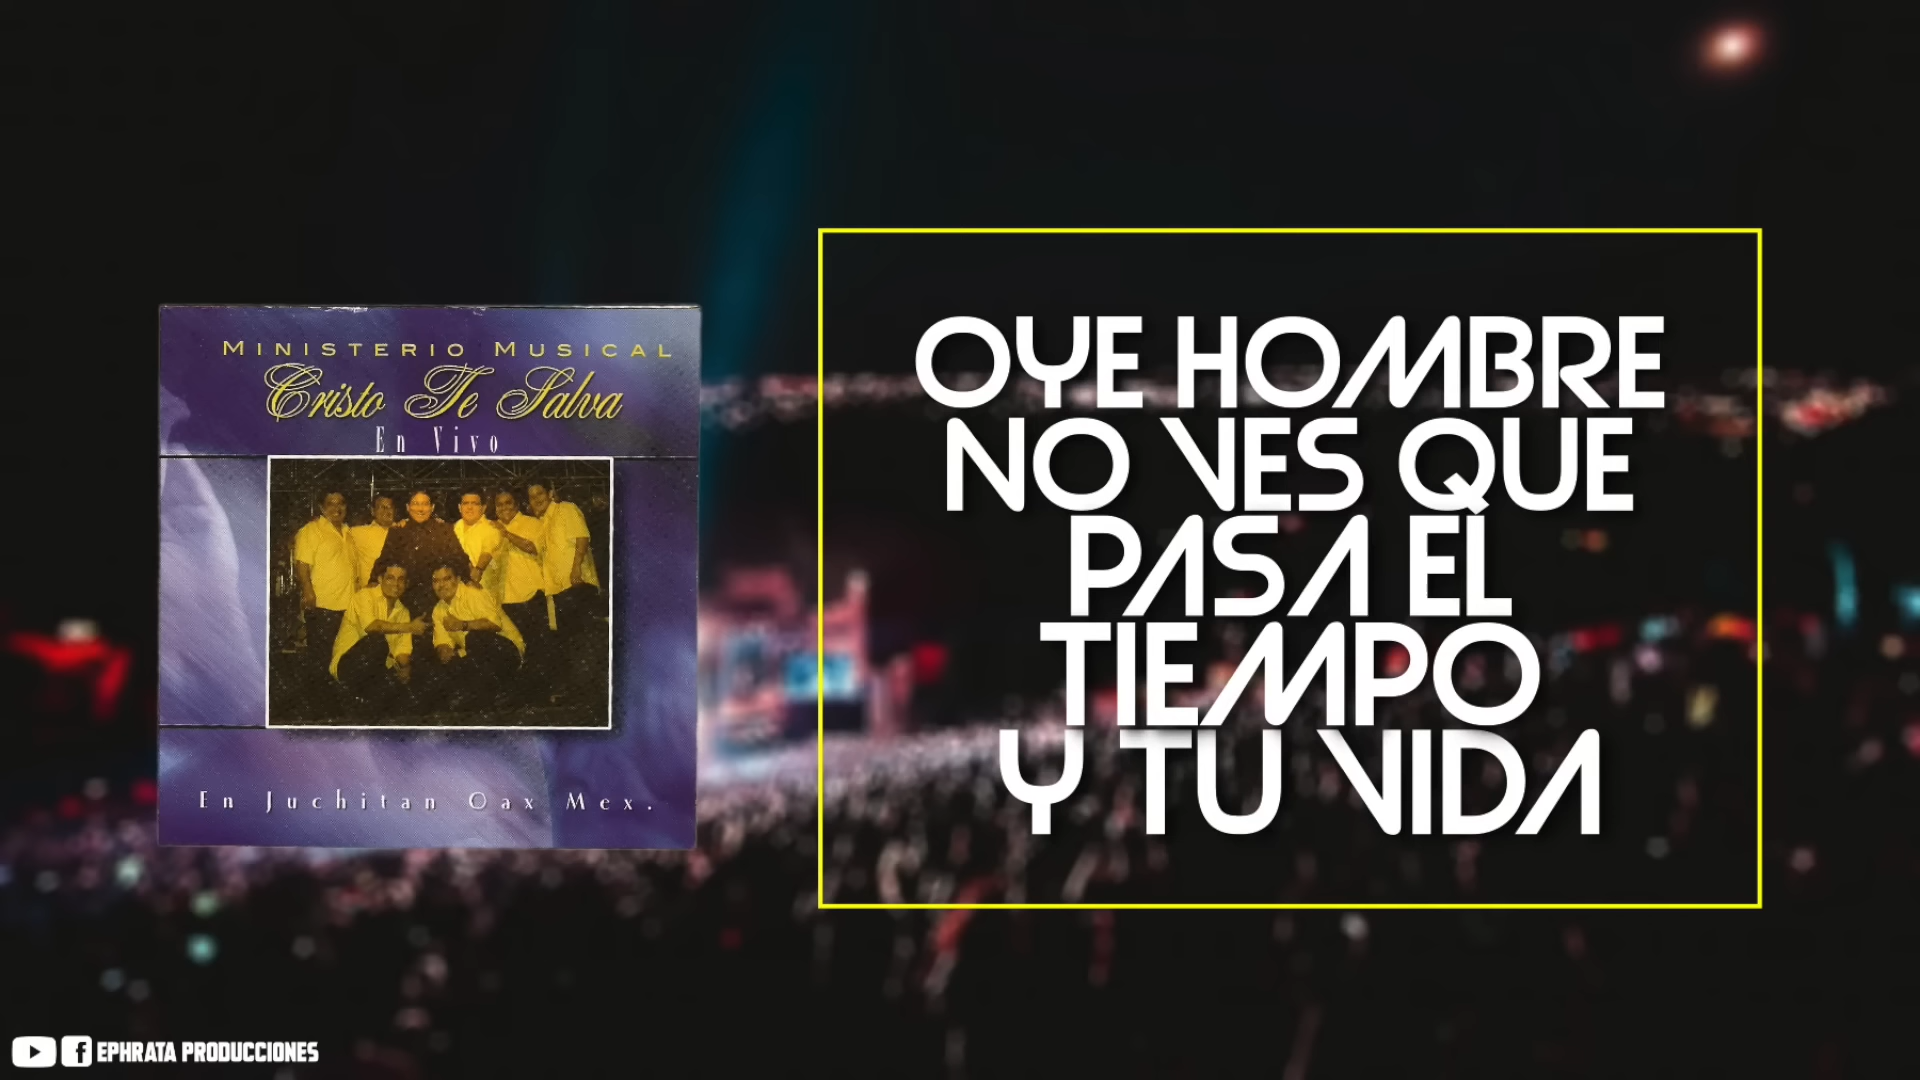 MINISTERIO MUSICAL
Cristo Te Salva
En Vivo
En Juchitan Oax Mex.
OYE HOMBRE
NO VES QUE
PASA EL
TIEMPO
Y TU VIDA
EPHRATA PRODUCCIONES